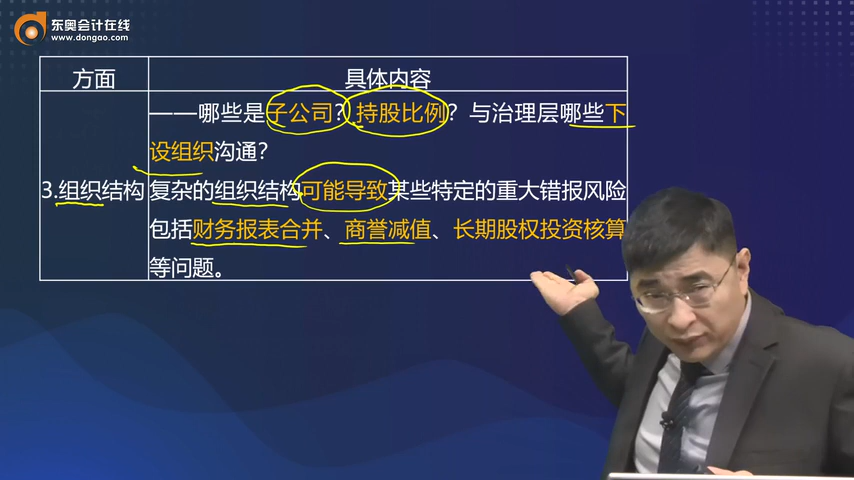 东奥会计在线
www.dongao.com
方面 具体内容
——哪些是子公司？持股比例？与治理层哪些下
设组织沟通？
3.组织结构 复杂的组织结构可能导致某些特定的重大错报风险
包括财务报表合并、商誉减值、长期股权投资核算
等问题。